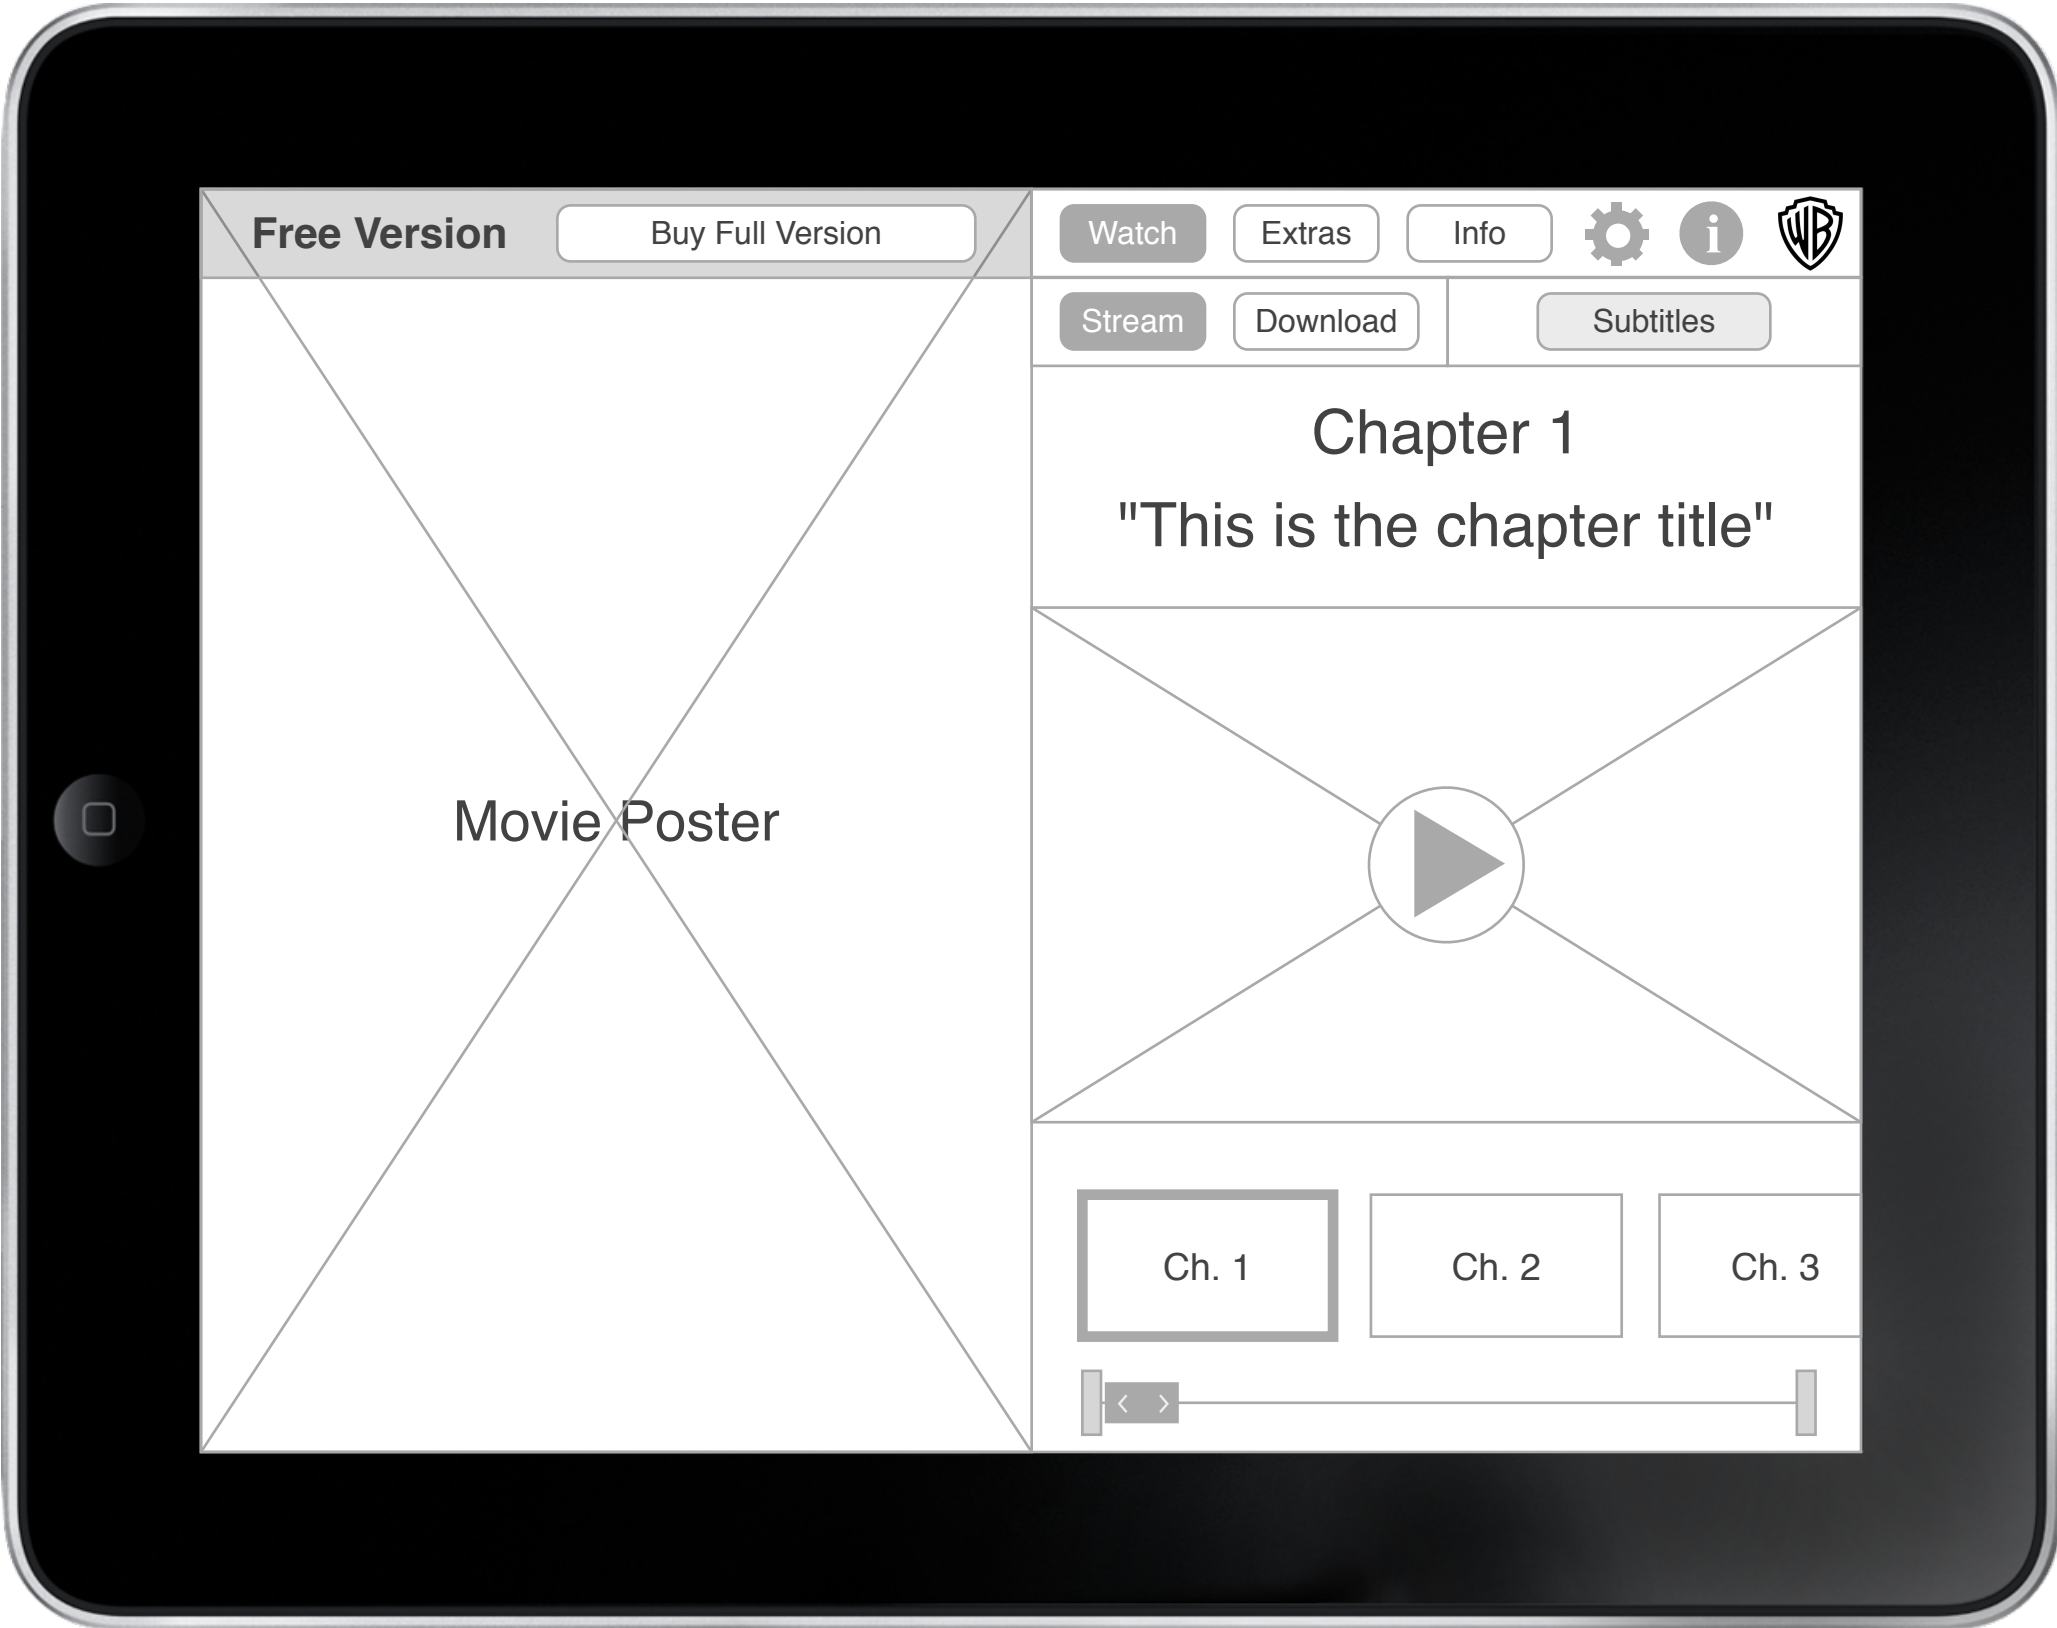 Free Version
Buy Full Version
Watch
Extras
Info
i
WB
Stream
Download
Subtitles
Chapter 1
"This is the chapter title"
Movie Poster
Ch. 1
Ch. 2
Ch. 3